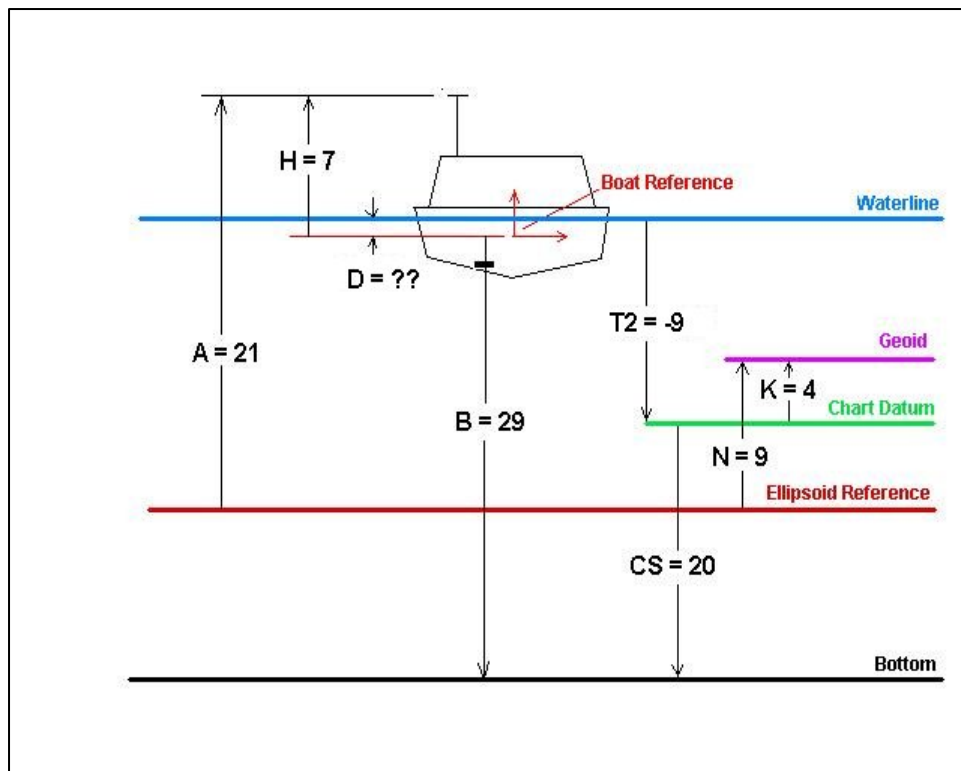 H = 7
Boat Reference
Waterline
D = ??
T2 = -9
A = 21
Geoid
K = 4
B = 29
Chart Datum
N = 9
Ellipsoid Reference
CS = 20
Bottom